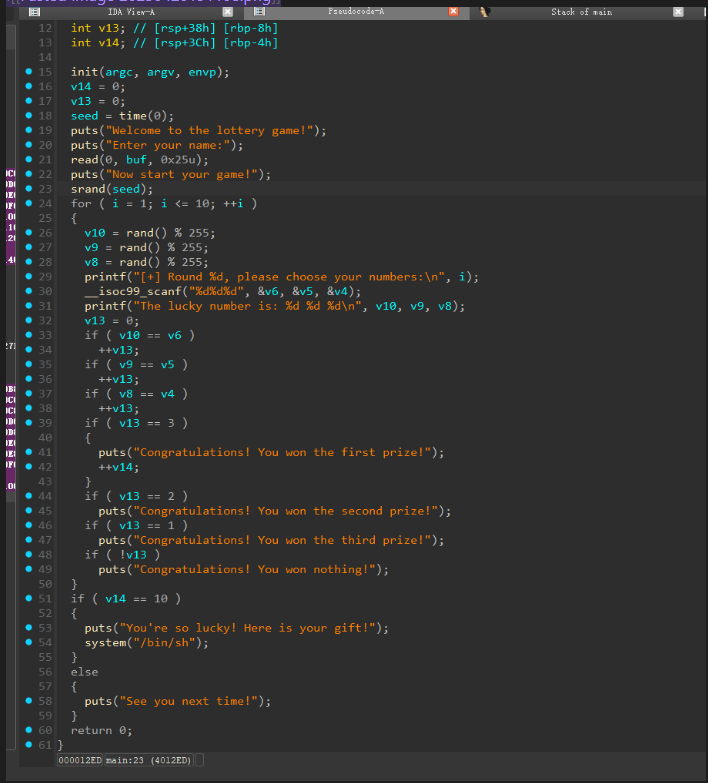 IDA View-A Pseudocode-A Stack of main
12 int v13; // [rsp+38h] [rbp-8h]
13 int v14; // [rsp+3Ch] [rbp-4h]
14
15 init(argc, argv, envp);
16 v14 = 0;
17 v13 = 0;
18 seed = time(0);
19 puts("Welcome to the lottery game!");
20 puts("Enter your name:");
21 read(0, buf, 0x25u);
22 puts("Now start your game!");
23 srand(seed);
24 for ( i = 1; i <= 10; ++i )
25 {
26 v10 = rand() % 255;
27 v9 = rand() % 255;
28 v8 = rand() % 255;
29 printf("[+] Round %d, please choose your numbers:\n", i);
30 __isoc99_scanf("%d%d%d", &v6, &v5, &v4);
31 printf("The lucky number is: %d %d %d\n", v10, v9, v8);
32 v13 = 0;
33 if ( v10 == v6 )
34 ++v13;
35 if ( v9 == v5 )
36 ++v13;
37 if ( v8 == v4 )
38 ++v13;
39 if ( v13 == 3 )
40 {
41 puts("Congratulations! You won the first prize!");
42 ++v14;
43 }
44 if ( v13 == 2 )
45 puts("Congratulations! You won the second prize!");
46 if ( v13 == 1 )
47 puts("Congratulations! You won the third prize!");
48 if ( !v13 )
49 puts("Congratulations! You won nothing!");
50 }
51 if ( v14 == 10 )
52 {
53 puts("You're so lucky! Here is your gift!");
54 system("/bin/sh");
55 }
56 else
57 {
58 puts("See you next time!");
59 }
60 return 0;
61 }
000012ED main:23 (4012ED)